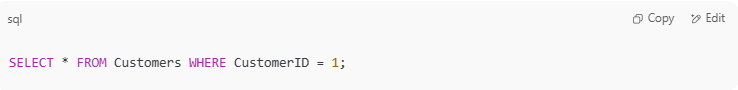 sql
Copy
Edit
SELECT * FROM Customers WHERE CustomerID = 1;